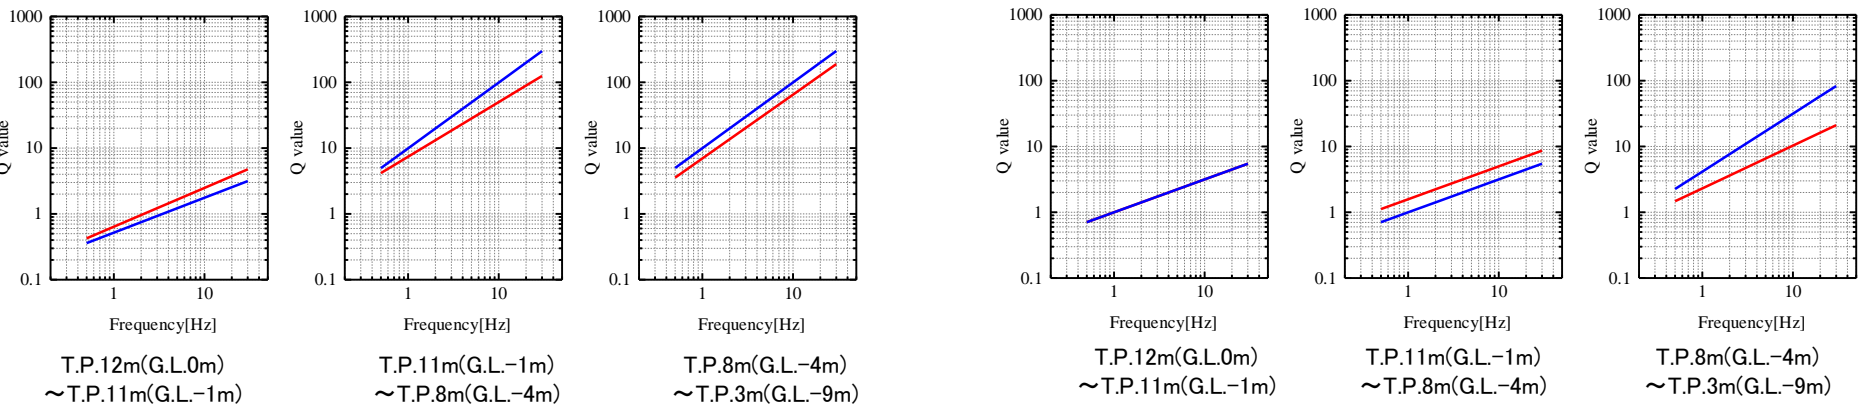 1000
100
10
1
0.1
Q value
1
10
Frequency[Hz]
T.P.12m(G.L.0m)
～T.P.11m(G.L.-1m)
1000
100
10
1
0.1
Q value
1
10
Frequency[Hz]
T.P.11m(G.L.-1m)
～T.P.8m(G.L.-4m)
1000
100
10
1
0.1
Q value
1
10
Frequency[Hz]
T.P.8m(G.L.-4m)
～T.P.3m(G.L.-9m)
1000
100
10
1
0.1
Q value
1
10
Frequency[Hz]
T.P.12m(G.L.0m)
～T.P.11m(G.L.-1m)
1000
100
10
1
0.1
Q value
1
10
Frequency[Hz]
T.P.11m(G.L.-1m)
～T.P.8m(G.L.-4m)
1000
100
10
1
0.1
Q value
1
10
Frequency[Hz]
T.P.8m(G.L.-4m)
～T.P.3m(G.L.-9m)